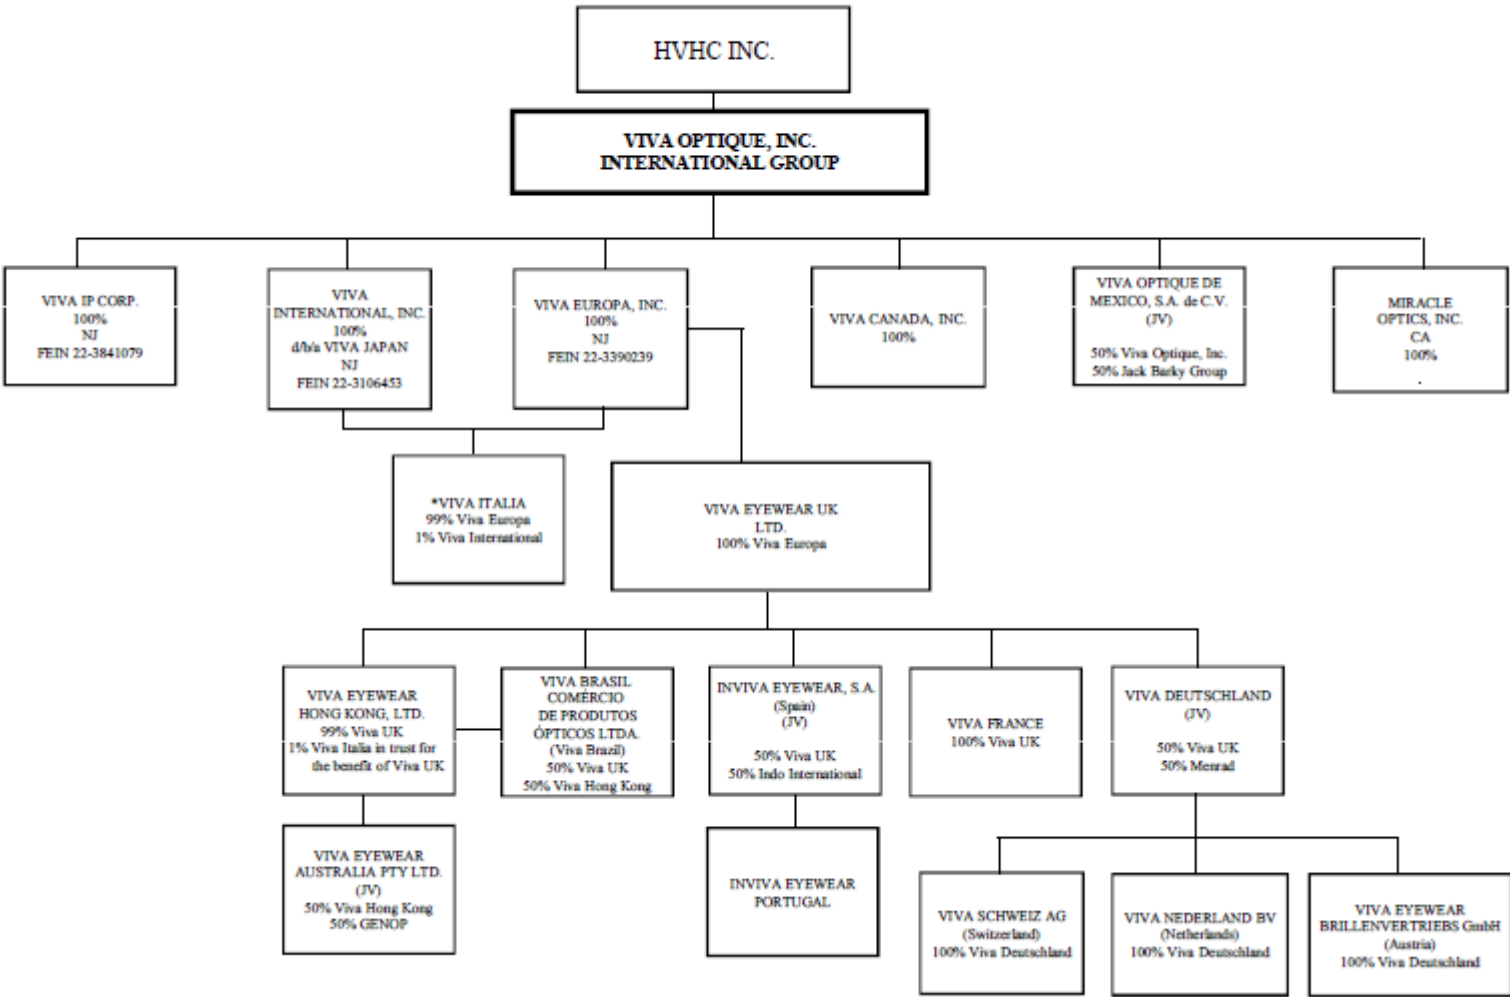 HVHC INC.
VIVA OPTIQUE, INC.
INTERNATIONAL GROUP
VIVA IP CORP.
100%
NJ
FEIN 22-3841079
VIVA
INTERNATIONAL, INC.
100%
d/b/a VIVA JAPAN
NJ
FEIN 22-3106453
VIVA EUROPA, INC.
100%
NJ
FEIN 22-3390239
VIVA CANADA, INC.
100%
VIVA OPTIQUE DE
MEXICO, S.A. de C.V.
(JV)
50% Viva Optique, Inc.
50% Jack Barky Group
MIRACLE
OPTICS, INC.
CA
100%
.
*VIVA ITALIA
99% Viva Europa
1% Viva International
VIVA EYEWEAR UK
LTD.
100% Viva Europa
VIVA EYEWEAR
HONG KONG, LTD.
99% Viva UK
1% Viva Italia in trust for
the benefit of Viva UK
VIVA BRASIL
COMÉRCIO
DE PRODUTOS
ÓPTICOS LTDA.
(Viva Brazil)
50% Viva UK
50% Viva Hong Kong
INVIVA EYEWEAR, S.A.
(Spain)
(JV)
50% Viva UK
50% Indo International
VIVA FRANCE
100% Viva UK
VIVA DEUTSCHLAND
(JV)
50% Viva UK
50% Menrad
VIVA EYEWEAR
AUSTRALIA PTY LTD.
(JV)
50% Viva Hong Kong
50% GENOP
INVIVA EYEWEAR
PORTUGAL
VIVA SCHWEIZ AG
(Switzerland)
100% Viva Deutschland
VIVA NEDERLAND BV
(Netherlands)
100% Viva Deutschland
VIVA EYEWEAR
BRILLENVERTRIEBS GmbH
(Austria)
100% Viva Deutschland